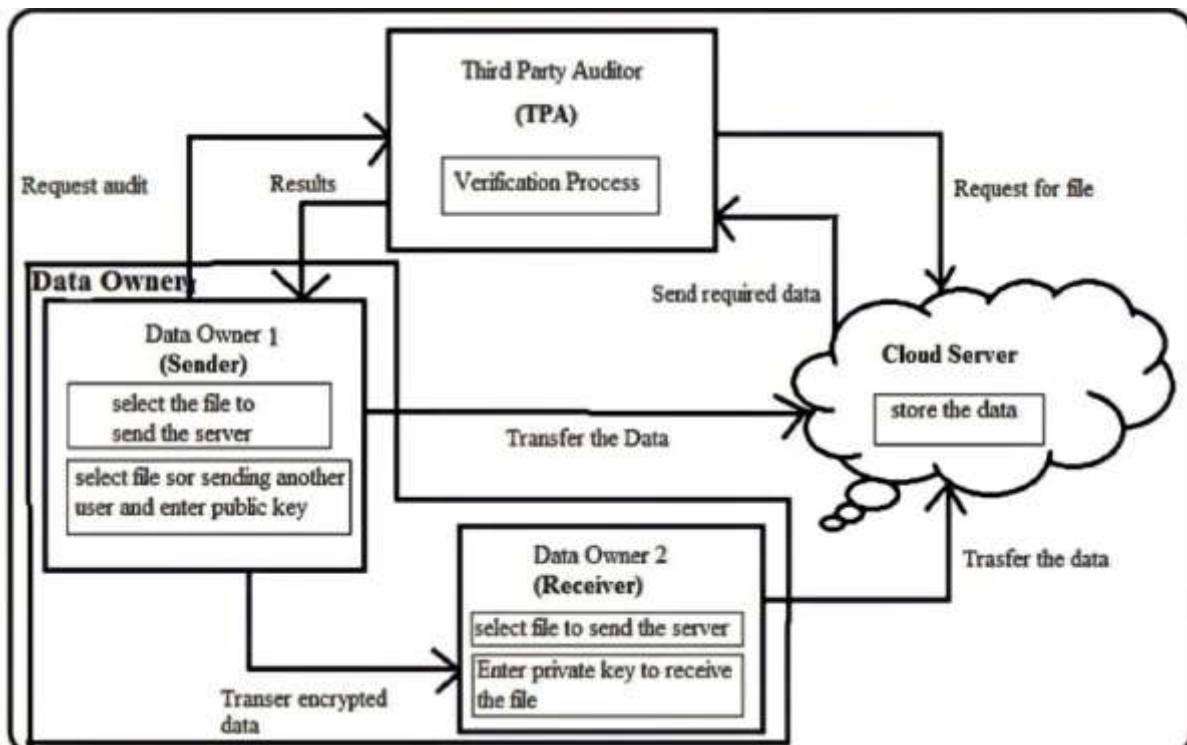 Third Party Auditor
(TPA)
Verification Process
Request audit
Results
Request for file
Send required data
Data Owner
Data Owner 1
(Sender)
select the file to
send the server
select file sor sending another
user and enter public key
Transfer the Data
Cloud Server
store the data
Data Owner 2
(Receiver)
select file to send the server
Enter private key to receive
the file
Trasfer the data
Transer encrypted
data